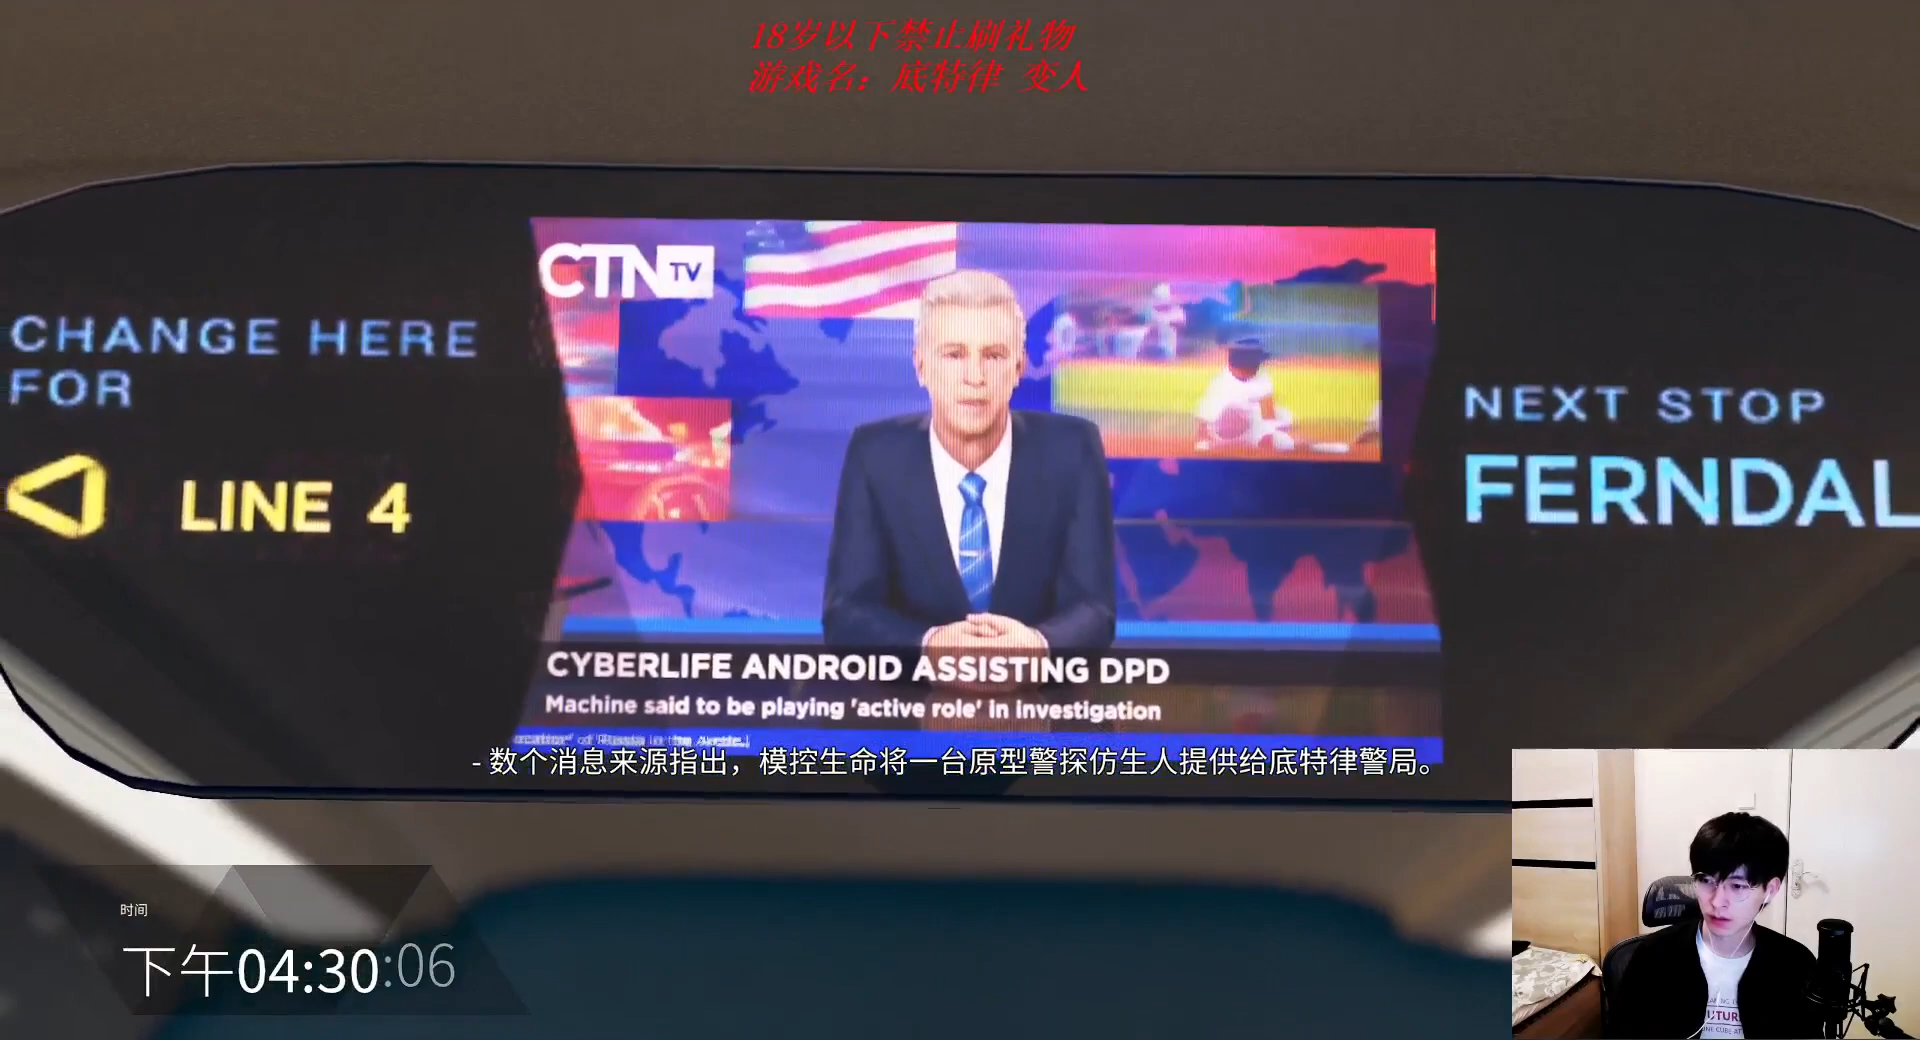 18岁以下禁止刷礼物
游戏名：底特律 变人
CTN TV
CHANGE HERE
FOR
LINE 4
NEXT STOP
FERNDAL
CYBERLIFE ANDROID ASSISTING DPD
Machine said to be playing 'active role' in investigation
- 数个消息来源指出，模控生命将一台原型警探仿生人提供给底特律警局。
时间
下午04:30:06